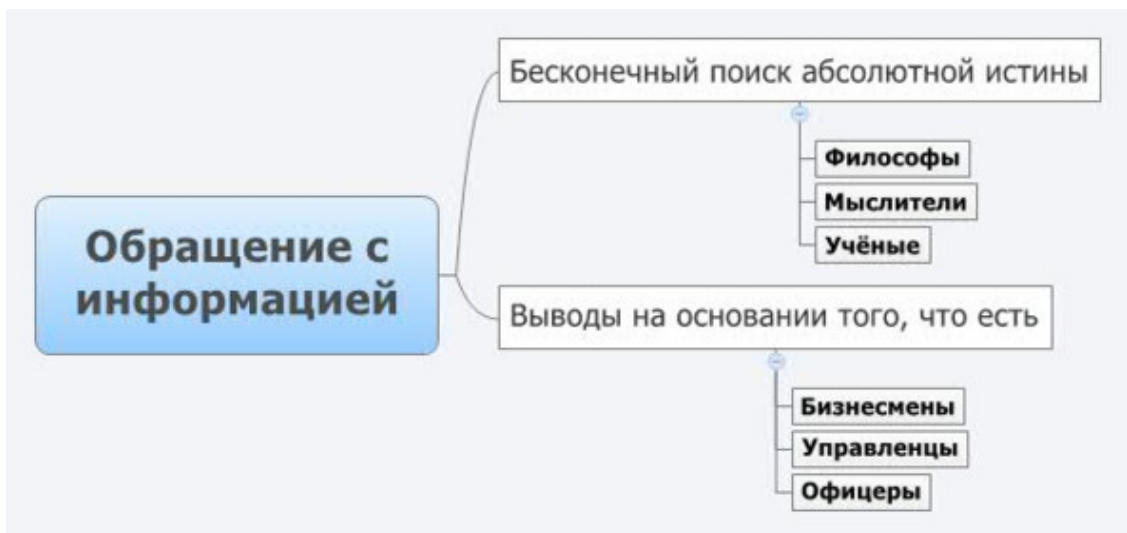 Обращение с
информацией
Бесконечный поиск абсолютной истины
Философы
Мыслители
Учёные
Выводы на основании того, что есть
Бизнесмены
Управленцы
Офицеры